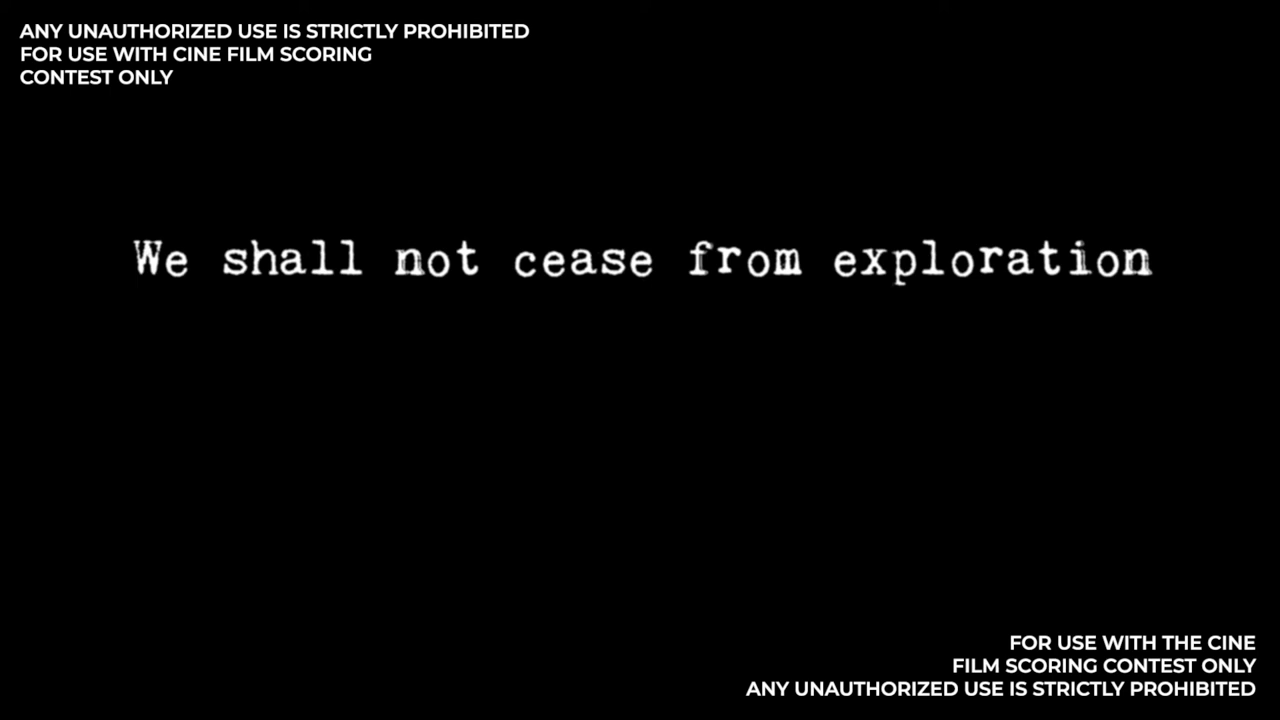 ANY UNAUTHORIZED USE IS STRICTLY PROHIBITED
FOR USE WITH CINE FILM SCORING
CONTEST ONLY
We shall not cease from exploration
FOR USE WITH THE CINE
FILM SCORING CONTEST ONLY
ANY UNAUTHORIZED USE IS STRICTLY PROHIBITED